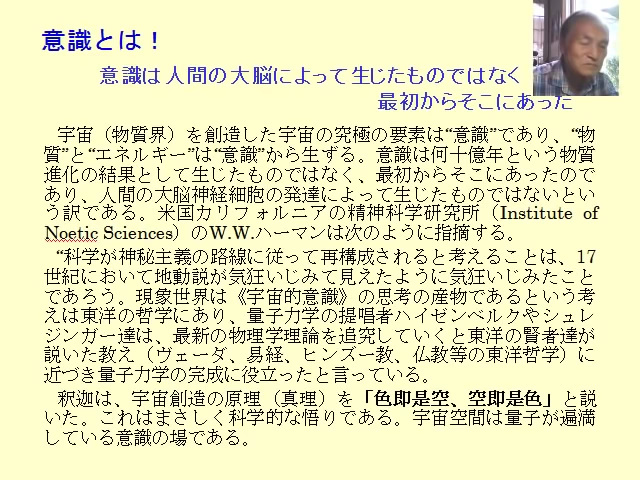 意識とは！
意識は人間の大脳によって生じたものではなく
最初からそこにあった
宇宙（物質界）を創造した宇宙の究極の要素は“意識”であり、“物
質”と“エネルギー”は“意識”から生ずる。意識は何十億年という物質
進化の結果として生じたものではなく、最初からそこにあったので
あり、人間の大脳神経細胞の発達によって生じたものではないとい
う訳である。米国カリフォルニアの精神科学研究所（Institute of
Noetic Sciences）のW.W.ハーマンは次のように指摘する。
“科学が神秘主義の路線に従って再構成されると考えることは、17
世紀において地動説が気狂いじみて見えたように気狂いじみたこと
であろう。現象世界は《宇宙的意識》の思考の産物であるという考
えは東洋の哲学にあり、量子力学の提唱者ハイゼンベルクやシュレ
ジンガー達は、最新の物理学理論を追究していくと東洋の賢者達が
説いた教え（ヴェーダ、易経、ヒンズー教、仏教等の東洋哲学）に
近づき量子力学の完成に役立ったと言っている。
釈迦は、宇宙創造の原理（真理）を「色即是空、空即是色」と説
いた。これはまさしく科学的な悟りである。宇宙空間は量子が遍満
している意識の場である。